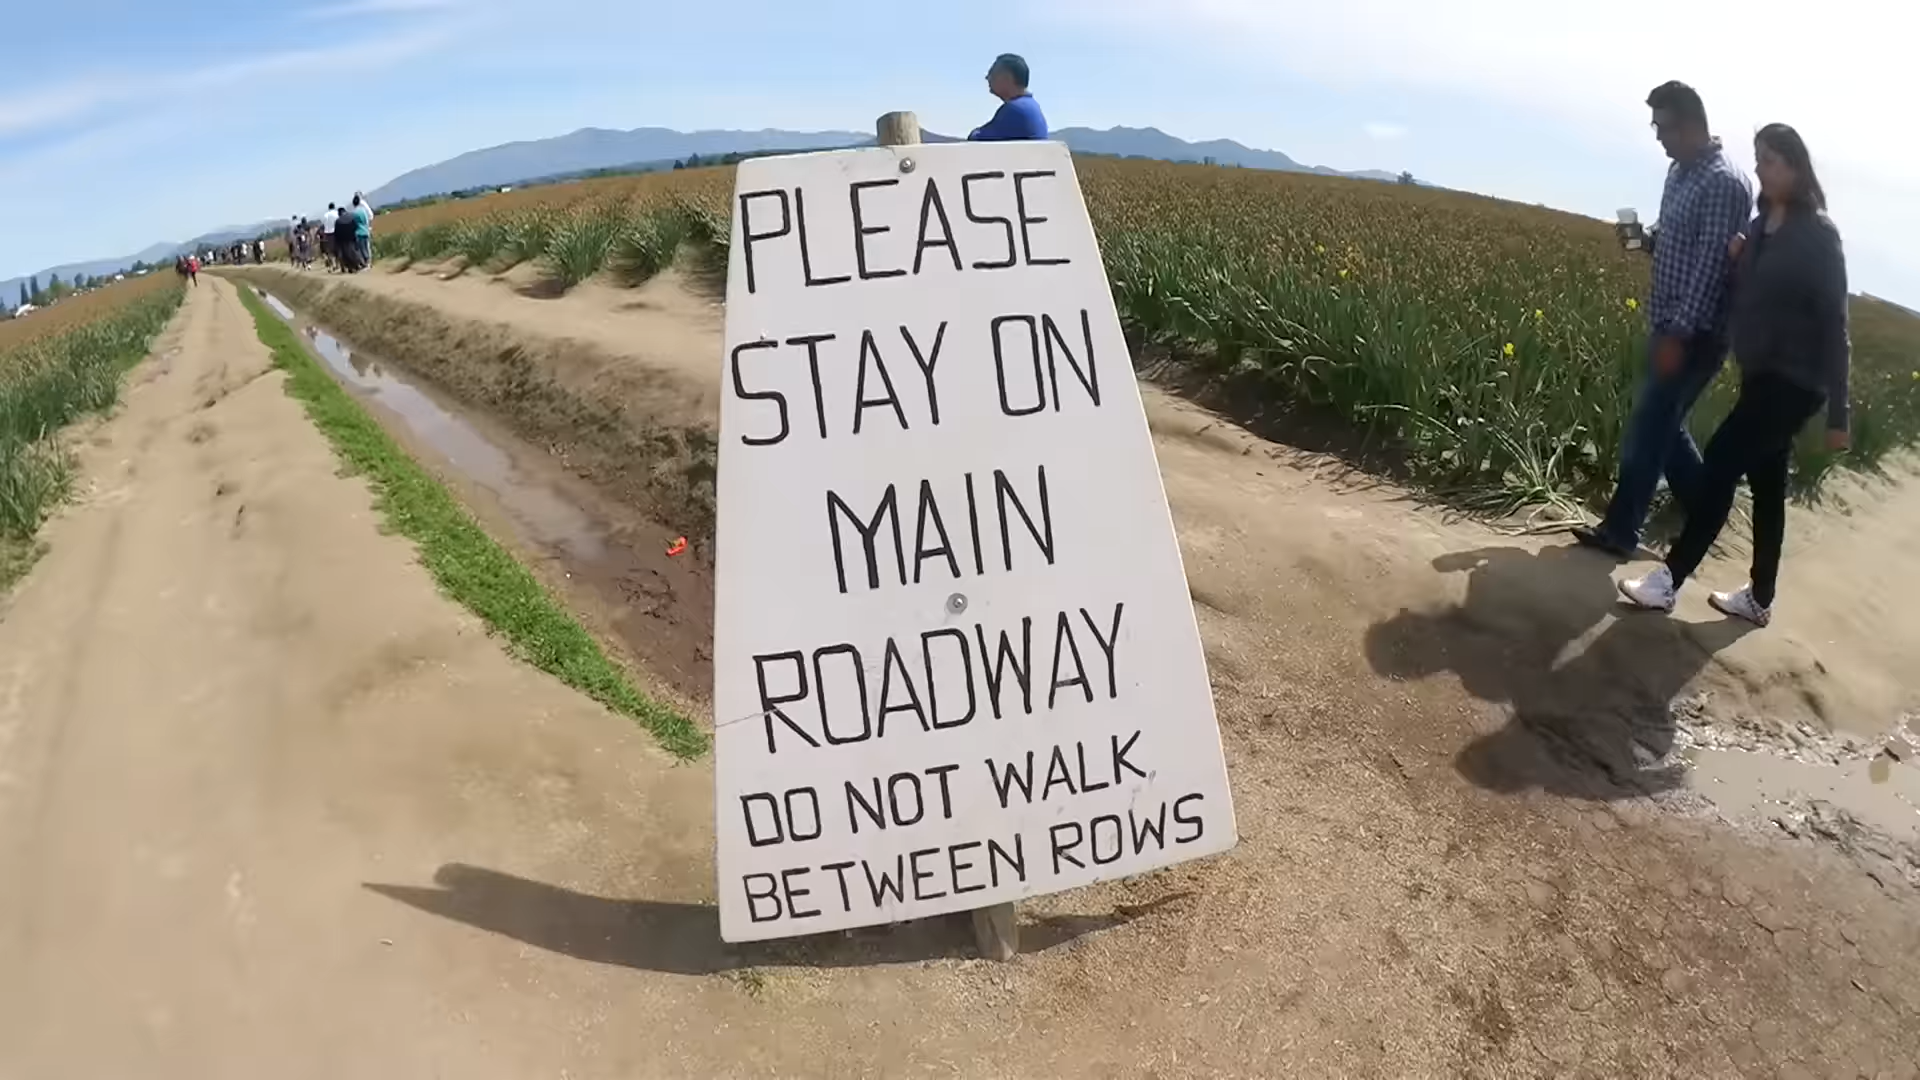 PLEASE
STAY ON
MAIN
ROADWAY
DO NOT WALK
BETWEEN ROWS